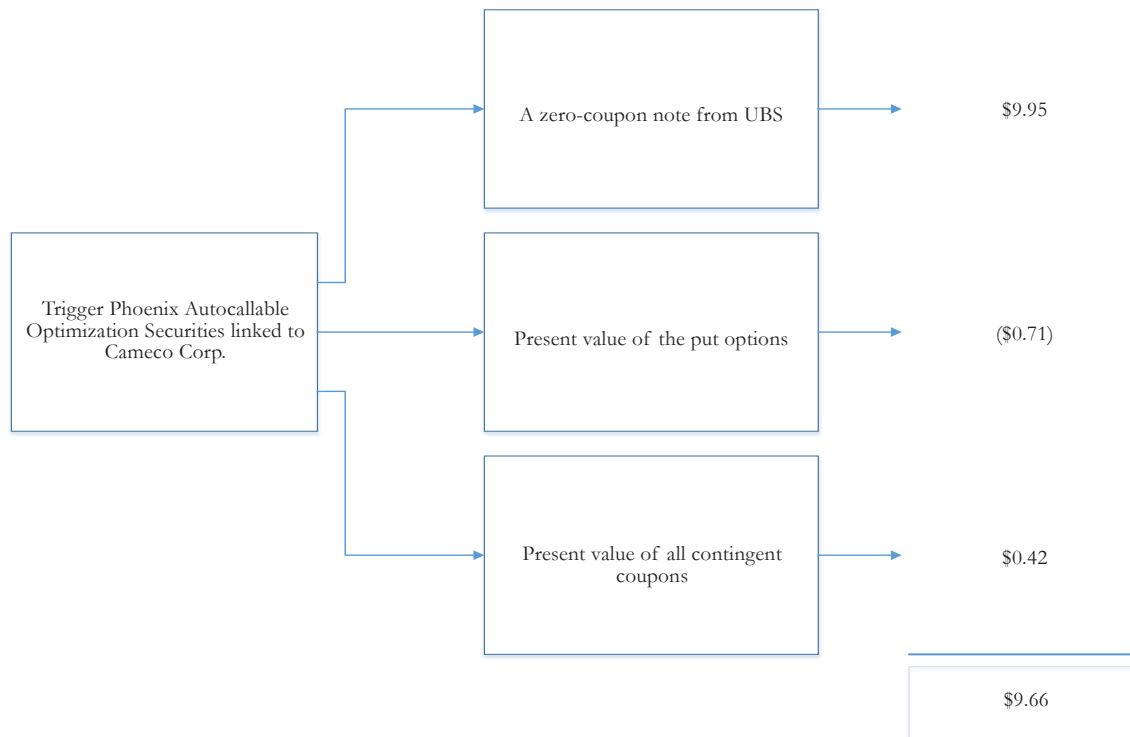 A zero-coupon note from UBS
$9.95
Trigger Phoenix Autocallable
Optimization Securities linked to
Cameco Corp.
Present value of the put options
($0.71)
Present value of all contingent
coupons
$0.42
$9.66